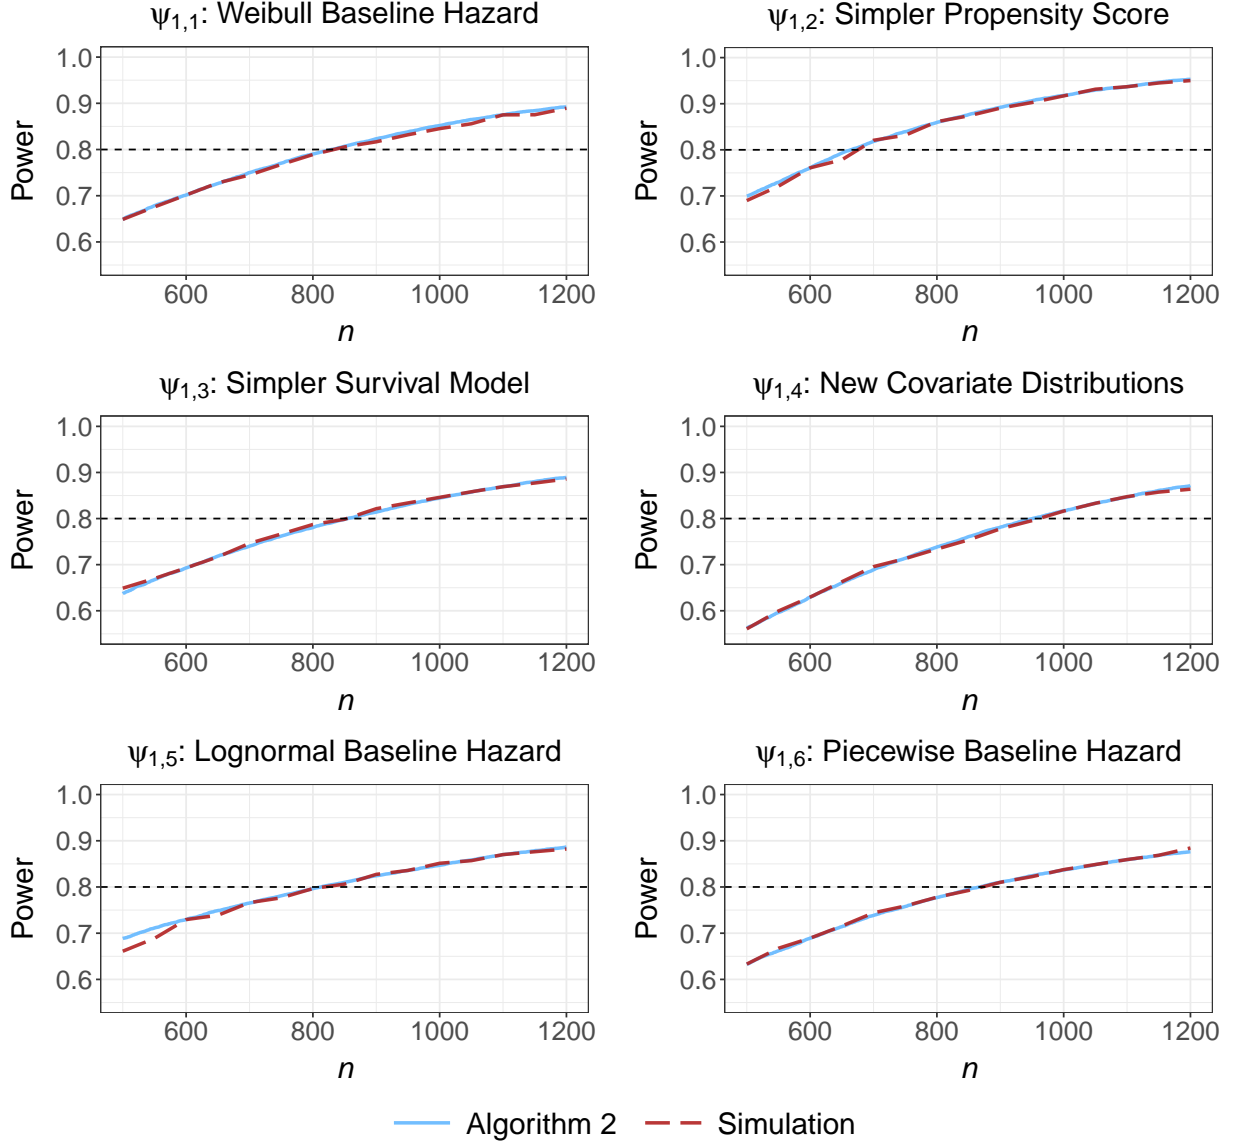 ψ1,1: Weibull Baseline Hazard
1.0
0.9
0.8
0.7
0.6
Power
600 800 1000 1200
n
ψ1,2: Simpler Propensity Score
1.0
0.9
0.8
0.7
0.6
Power
600 800 1000 1200
n
ψ1,3: Simpler Survival Model
1.0
0.9
0.8
0.7
0.6
Power
600 800 1000 1200
n
ψ1,4: New Covariate Distributions
1.0
0.9
0.8
0.7
0.6
Power
600 800 1000 1200
n
ψ1,5: Lognormal Baseline Hazard
1.0
0.9
0.8
0.7
0.6
Power
600 800 1000 1200
n
ψ1,6: Piecewise Baseline Hazard
1.0
0.9
0.8
0.7
0.6
Power
600 800 1000 1200
n
Algorithm 2 Simulation